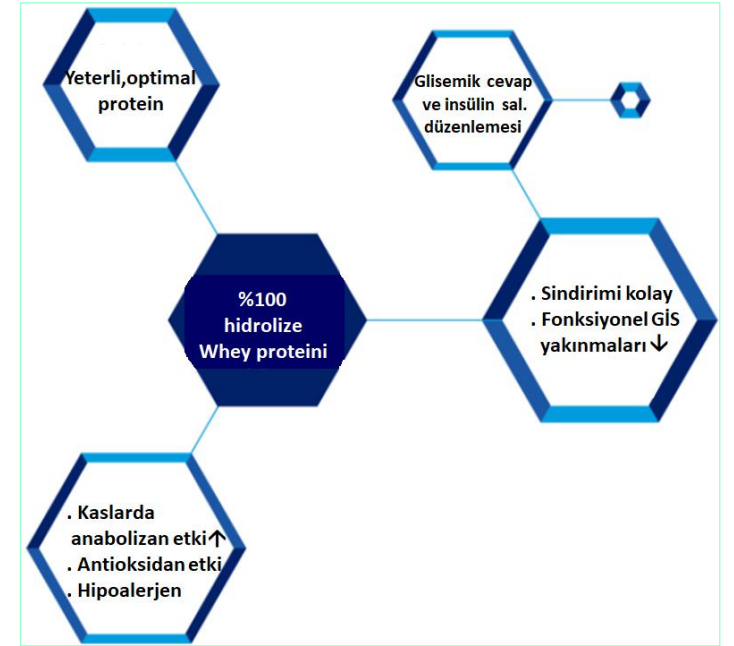 Yeterli,optimal
protein
Glisemik cevap
ve insülin sal.
düzenlemesi
%100
hidrolize
Whey proteini
. Sindirimi kolay
. Fonksiyonel GİS
yakınmaları ↓
. Kaslarda
anabolizan etki ↑
. Antioksidan etki
. Hipoalerjen